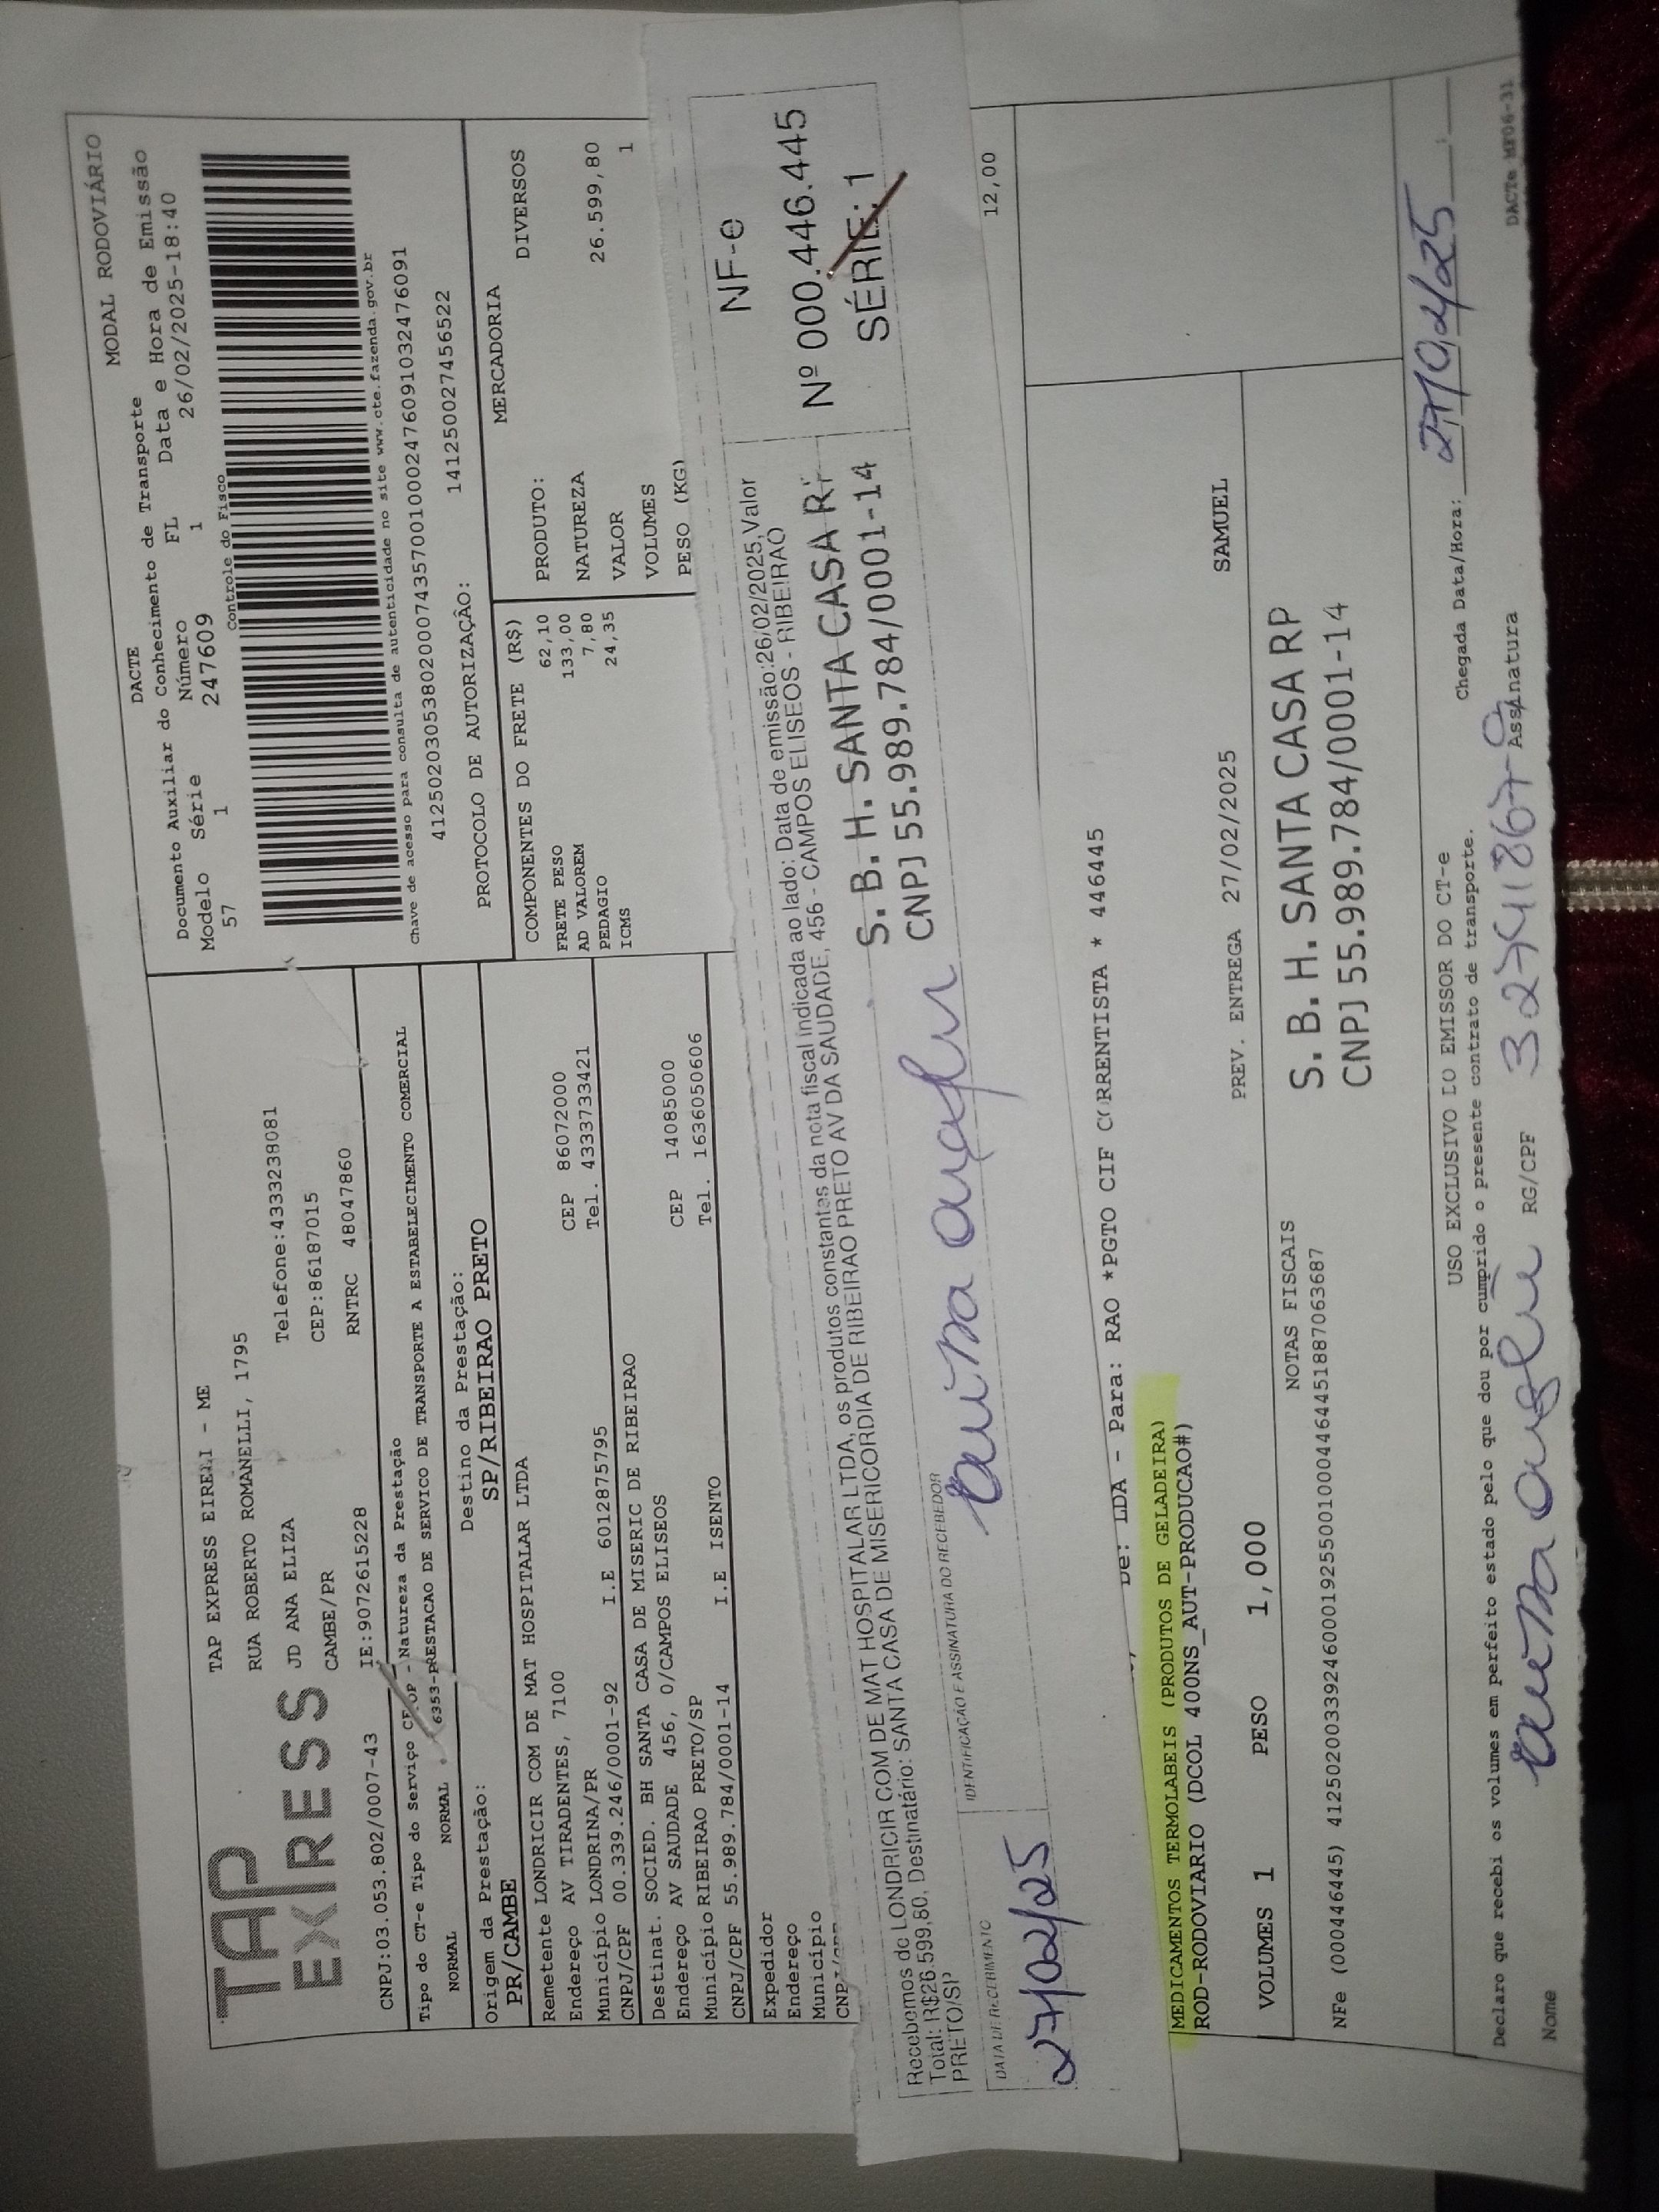 TAP
EXPRESS
TAP EXPRESS EIRELI - ME
RUA ROBERTO ROMANELLI, 1795
JD ANA ELIZA
Telefone:4333238081
CAMBE/PR
CEP:86187015
CNPJ:03.053.802/0007-43
IE:9072615228
RNTRC 48047860
MODAL RODOVIÁRIO
DACTE
Documento Auxiliar do Conhecimento de Transporte
Modelo Série Número FL Data e Hora de Emissão
57 1 247609 1 26/02/2025-18:40
Controle do Fisco
Chave de acesso para consulta de autenticidade no site www.cte.fazenda.gov.br
41250203053802000743570010002476091032476091
PROTOCOLO DE AUTORIZAÇÃO: 141250027456522
Tipo do CT-e Tipo do Serviço CFOP - Natureza da Prestação
NORMAL NORMAL 6353-PRESTACAO DE SERVICO DE TRANSPORTE A ESTABELECIMENTO COMERCIAL
Origem da Prestação: Destino da Prestação:
PR/CAMBE SP/RIBEIRAO PRETO
Remetente LONDRICIR COM DE MAT HOSPITALAR LTDA
Endereço AV TIRADENTES, 7100 CEP 86072000
Município LONDRINA/PR Tel. 4333733421
CNPJ/CPF 00.339.246/0001-92 I.E 6012875795
Destinat. SOCIED. BH SANTA CASA DE MISERIC DE RIBEIRAO
Endereço AV SAUDADE 456, 0/CAMPOS ELISEOS CEP 14085000
Município RIBEIRAO PRETO/SP Tel. 1636050606
CNPJ/CPF 55.989.784/0001-14 I.E ISENTO
Expedidor
Endereço
Município
COMPONENTES DO FRETE (R$)
FRETE PESO 62,10
AD VALOREM 133,00
PEDAGIO 7,80
ICMS 24,35
MERCADORIA
PRODUTO: DIVERSOS
NATUREZA
VALOR 26.599,80
VOLUMES 1
PESO (KG)
Recebemos de LONDRICIR COM DE MAT HOSPITALAR LTDA, os produtos constantes da nota fiscal indicada ao lado: Data de emissão:26/02/2025,Valor
Total: R$26.599,80, Destinatário: SANTA CASA DE MISERICORDIA DE RIBEIRAO PRETO AV DA SAUDADE, 456 - CAMPOS ELISEOS - RIBEIRAO
PRETO/SP
NF-e
Nº 000.446.445
SÉRIE: 1
S. B. H. SANTA CASA RP
CNPJ 55.989.784/0001-14
DATA DE RECEBIMENTO
IDENTIFICAÇÃO E ASSINATURA DO RECEBEDOR
27/02/25
12,00
De: LDA - Para: RAO *PGTO CIF CORRENTISTA * 446445
MEDICAMENTOS TERMOLABEIS (PRODUTOS DE GELADEIRA)
ROD-RODOVIARIO (DCOL 400NS_AUT-PRODUCAO#)
PREV. ENTREGA 27/02/2025 SAMUEL
VOLUMES 1 PESO 1,000
S. B. H. SANTA CASA RP
CNPJ 55.989.784/0001-14
NOTAS FISCAIS
NFe (000446445) 41250200339246000192550010004464451887063687
USO EXCLUSIVO DO EMISSOR DO CT-e
Declaro que recebi os volumes em perfeito estado pelo que dou por cumprido o presente contrato de transporte.
Chegada Data/Hora: 27/02/25 :
Nome RG/CPF Assinatura
DACTe MF06-31